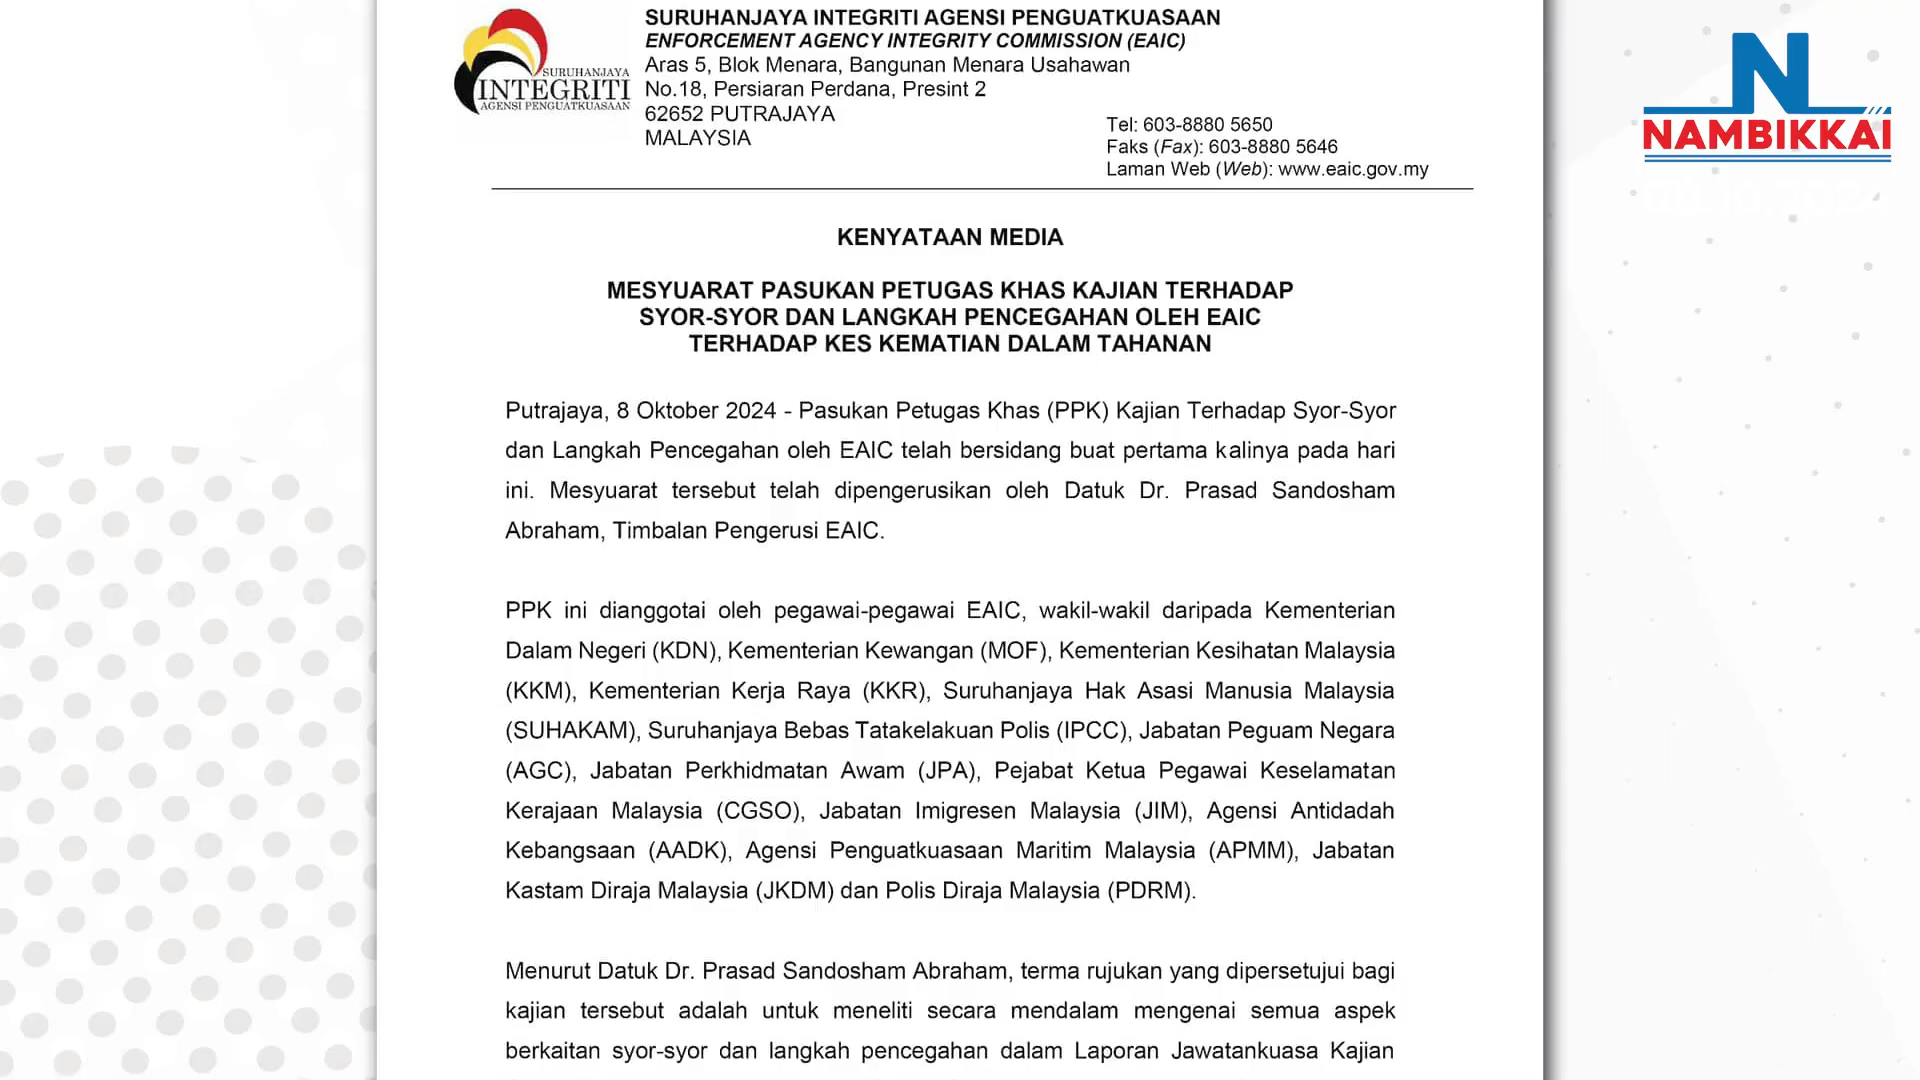 SURUHANJAYA INTEGRITI AGENSI PENGUATKUASAAN
ENFORCEMENT AGENCY INTEGRITY COMMISSION (EAIC)
Aras 5, Blok Menara, Bangunan Menara Usahawan
No.18, Persiaran Perdana, Presint 2
62652 PUTRAJAYA
MALAYSIA
SURUHANJAYA
INTEGRITI
AGENSI PENGUATKUASAAN
Tel: 603-8880 5650
Faks (Fax): 603-8880 5646
Laman Web (Web): www.eaic.gov.my
N
NAMBIKKAI
KENYATAAN MEDIA
MESYUARAT PASUKAN PETUGAS KHAS KAJIAN TERHADAP
SYOR-SYOR DAN LANGKAH PENCEGAHAN OLEH EAIC
TERHADAP KES KEMATIAN DALAM TAHANAN
Putrajaya, 8 Oktober 2024 - Pasukan Petugas Khas (PPK) Kajian Terhadap Syor-Syor
dan Langkah Pencegahan oleh EAIC telah bersidang buat pertama kalinya pada hari
ini. Mesyuarat tersebut telah dipengerusikan oleh Datuk Dr. Prasad Sandosham
Abraham, Timbalan Pengerusi EAIC.
PPK ini dianggotai oleh pegawai-pegawai EAIC, wakil-wakil daripada Kementerian
Dalam Negeri (KDN), Kementerian Kewangan (MOF), Kementerian Kesihatan Malaysia
(KKM), Kementerian Kerja Raya (KKR), Suruhanjaya Hak Asasi Manusia Malaysia
(SUHAKAM), Suruhanjaya Bebas Tatakelakuan Polis (IPCC), Jabatan Peguam Negara
(AGC), Jabatan Perkhidmatan Awam (JPA), Pejabat Ketua Pegawai Keselamatan
Kerajaan Malaysia (CGSO), Jabatan Imigresen Malaysia (JIM), Agensi Antidadah
Kebangsaan (AADK), Agensi Penguatkuasaan Maritim Malaysia (APMM), Jabatan
Kastam Diraja Malaysia (JKDM) dan Polis Diraja Malaysia (PDRM).
Menurut Datuk Dr. Prasad Sandosham Abraham, terma rujukan yang dipersetujui bagi
kajian tersebut adalah untuk meneliti secara mendalam mengenai semua aspek
berkaitan syor-syor dan langkah pencegahan dalam Laporan Jawatankuasa Kajian